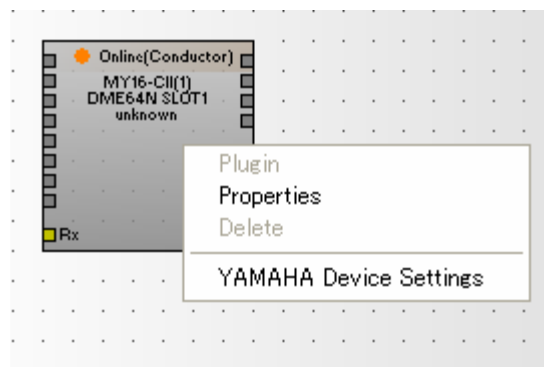 Online(Conductor)
MY16-CII(1)
DME64N SLOT1
unknown
Plugin
Properties
Delete
Rx
YAMAHA Device Settings